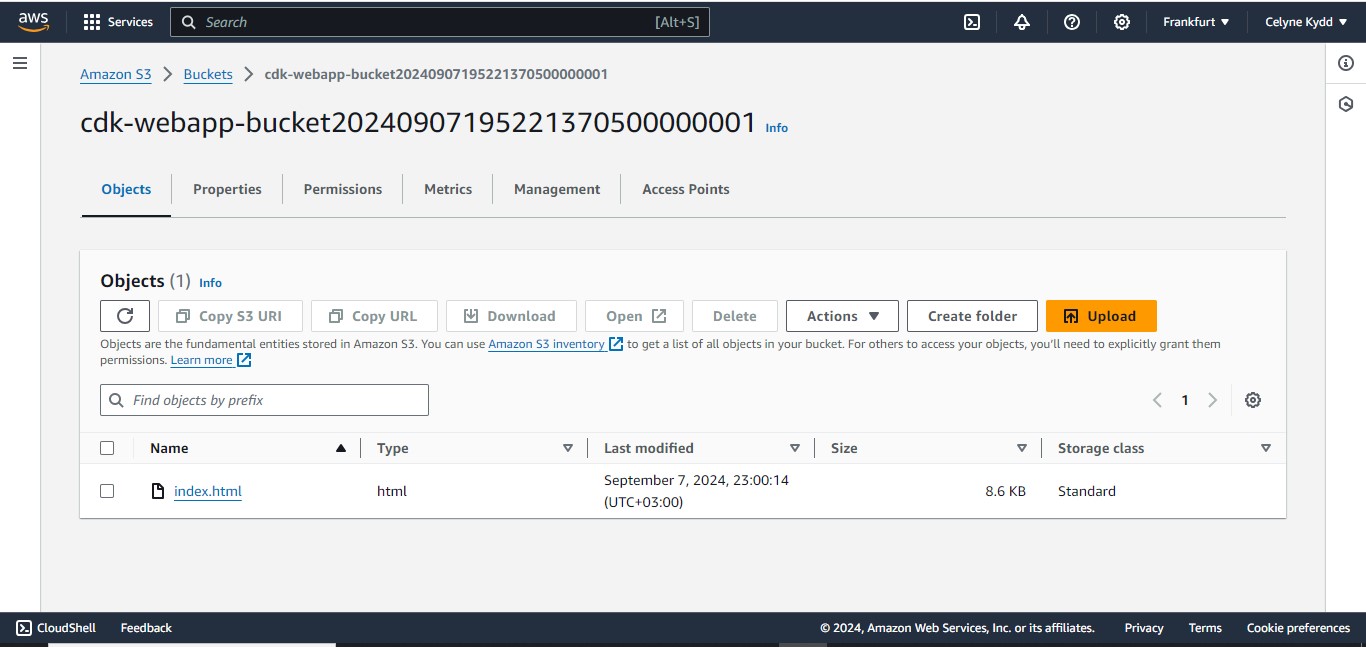 aws Services Search [Alt+S] Frankfurt Celyne Kydd
Amazon S3 Buckets cdk-webapp-bucket20240907195221370500000001
cdk-webapp-bucket20240907195221370500000001 Info
Objects Properties Permissions Metrics Management Access Points
Objects (1) Info
Copy S3 URI Copy URL Download Open Delete Actions Create folder Upload
Objects are the fundamental entities stored in Amazon S3. You can use Amazon S3 inventory to get a list of all objects in your bucket. For others to access your objects, you'll need to explicitly grant them
permissions. Learn more
Find objects by prefix 1
Name Type Last modified Size Storage class
index.html html September 7, 2024, 23:00:14 8.6 KB Standard
(UTC+03:00)
CloudShell Feedback © 2024, Amazon Web Services, Inc. or its affiliates. Privacy Terms Cookie preferences